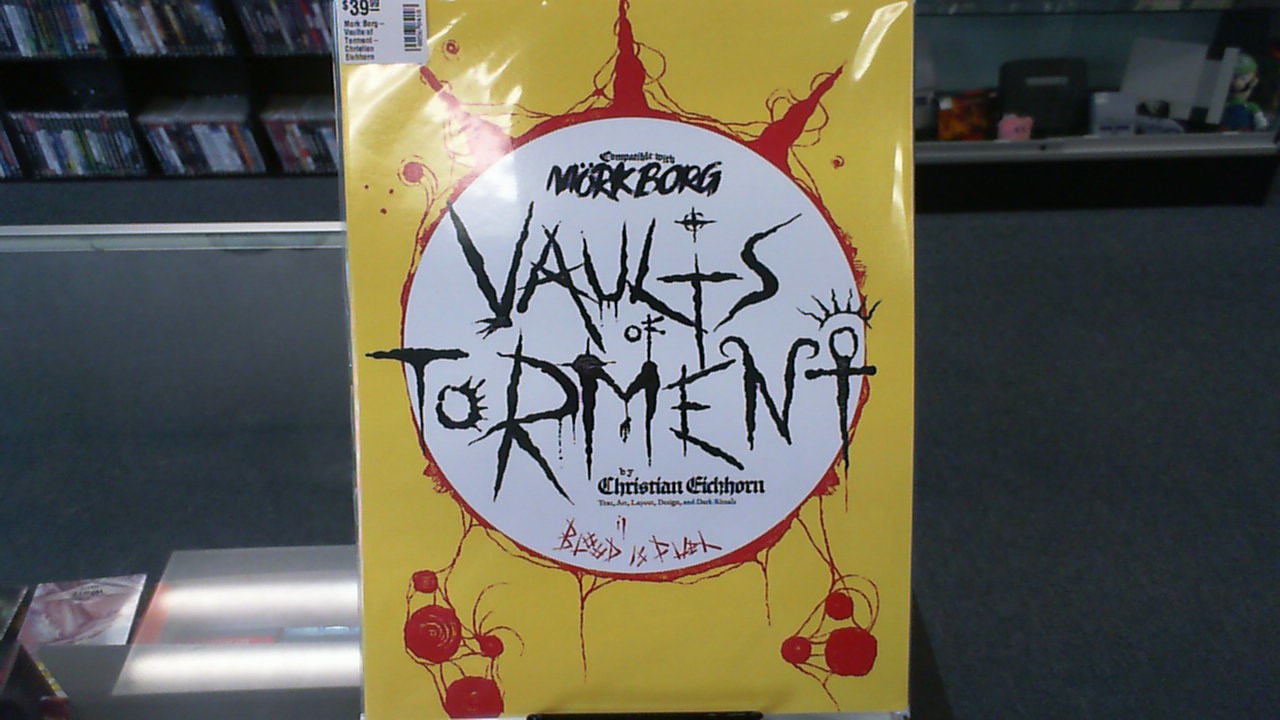 $39.99
Mork Borg –
Vaults of
Torment –
Christian
Eichhorn
Compatible with
MÖRK BORG
VAULTS
OF
TORMENT
by
Christian Eichhorn
Text, Art, Layout, Design, and Dark Rituals
BLOOD IS FUEL